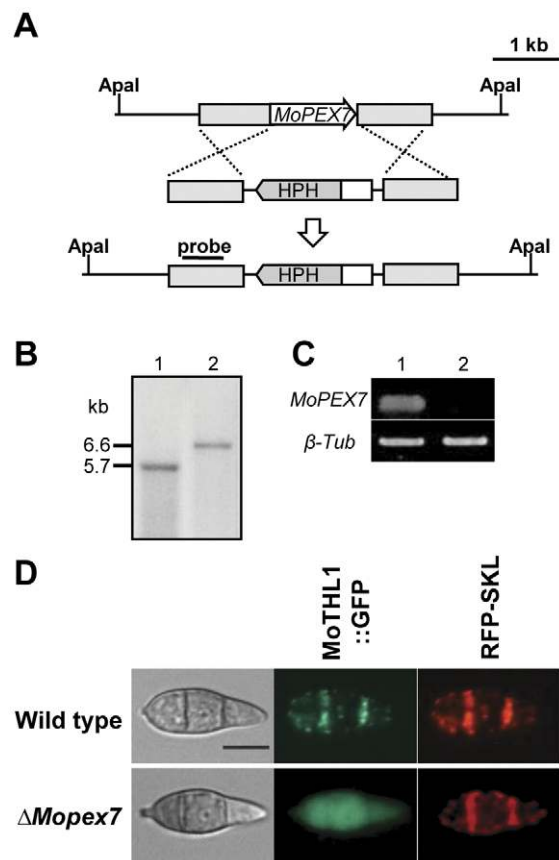 A
1 kb
ApaI ApaI
MoPEX7
HPH
ApaI probe ApaI
HPH
B
1 2
kb
6.6
5.7
C
1 2
MoPEX7
β-Tub
D
MoTHL1
::GFP
RFP-SKL
Wild type
ΔMopex7